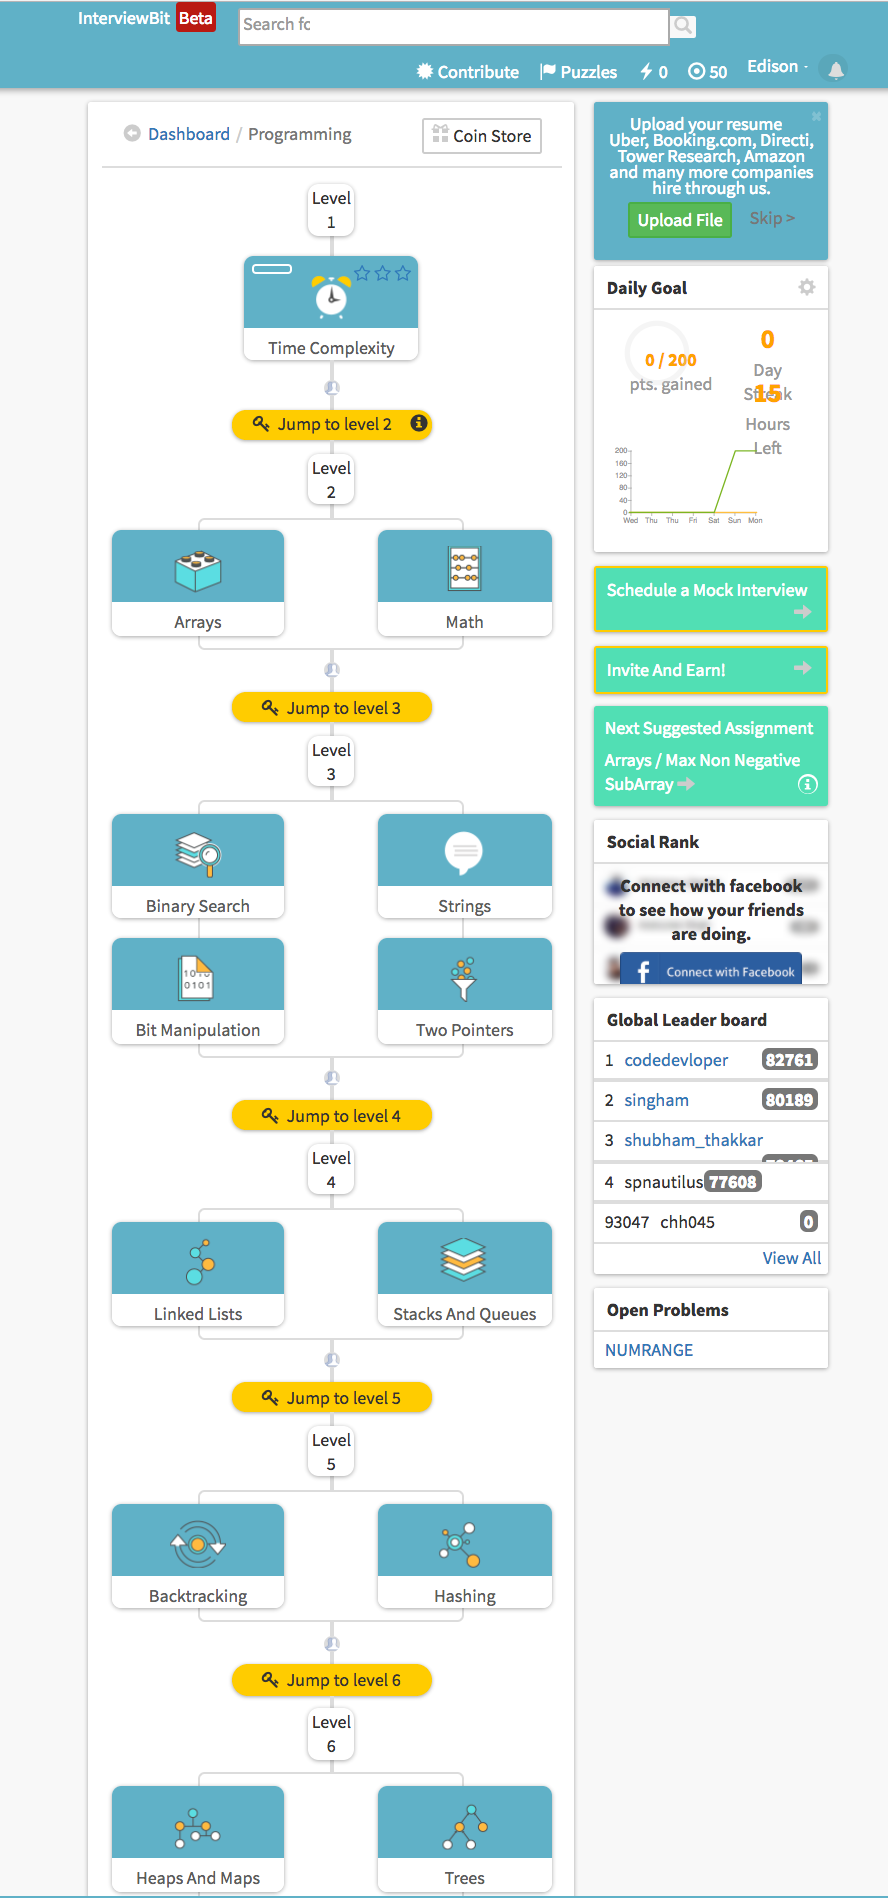 InterviewBit Beta
Search fc
Contribute Puzzles 0 50 Edison
Dashboard / Programming
Coin Store
Level
1
Time Complexity
Jump to level 2
Level
2
Arrays
Math
Jump to level 3
Level
3
Binary Search
Strings
1010
0101
Bit Manipulation
Two Pointers
Jump to level 4
Level
4
Linked Lists
Stacks And Queues
Jump to level 5
Level
5
Backtracking
Hashing
Jump to level 6
Level
6
Heaps And Maps
Trees
Upload your resume
Uber, Booking.com, Directi,
Tower Research, Amazon
and many more companies
hire through us.
Upload File
Skip >
Daily Goal
0 / 200
pts. gained
0
Day
Streak
15
Hours
Left
200
160
120
80
40
0
Wed Thu Thu Fri Sat Sun Mon
Schedule a Mock Interview
Invite And Earn!
Next Suggested Assignment
Arrays / Max Non Negative
SubArray
Social Rank
Connect with facebook
to see how your friends
are doing.
Connect with Facebook
Global Leader board
1 codedevloper 82761
2 singham 80189
3 shubham_thakkar
4 spnautilus 77608
93047 chh045 0
View All
Open Problems
NUMRANGE